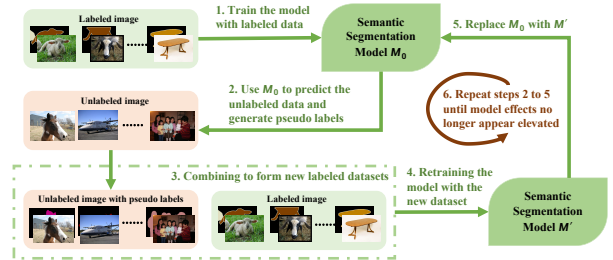 Labeled image
1. Train the model
with labeled data
Semantic
Segmentation
Model M₀
5. Replace M₀ with M′
2. Use M₀ to predict the
unlabeled data and
generate pseudo labels
Unlabeled image
6. Repeat steps 2 to 5
until model effects no
longer appear elevated
3. Combining to form new labeled datasets
Unlabeled image with pseudo labels
Labeled image
4. Retraining the
model with the
new dataset
Semantic
Segmentation
Model M′